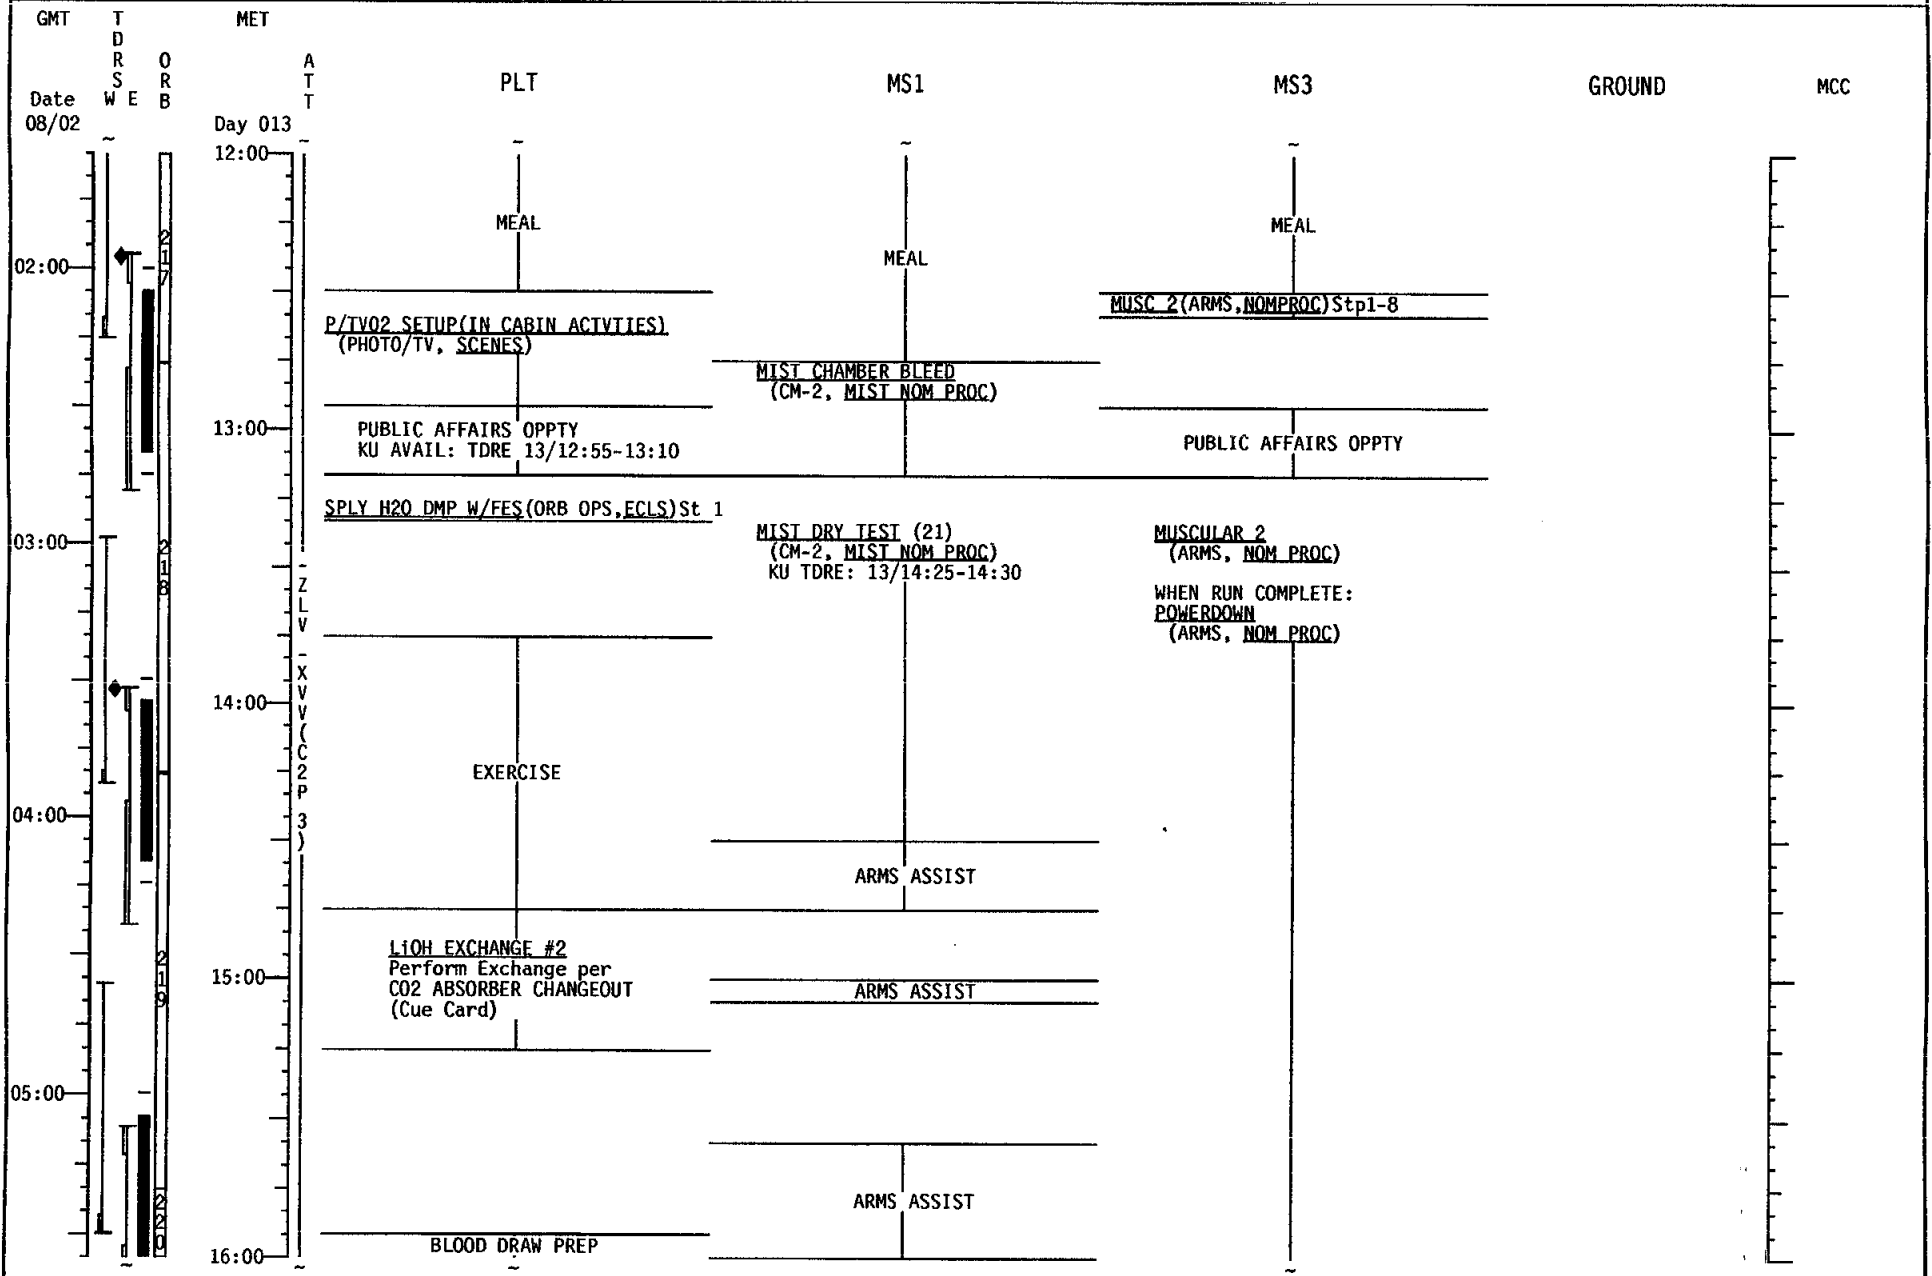 GMT
TDRS
MET
ORB
ATT
W E
PLT
MS1
MS3
GROUND
MCC
Date
08/02
Day 013
~
~
~
~
~
12:00
MEAL
MEAL
MEAL
217
02:00
MUSC 2(ARMS,NOMPROC)Stp1-8
P/TV02 SETUP(IN CABIN ACTVTIES)
(PHOTO/TV, SCENES)
MIST CHAMBER BLEED
(CM-2, MIST NOM PROC)
13:00
PUBLIC AFFAIRS OPPTY
KU AVAIL: TDRE 13/12:55-13:10
PUBLIC AFFAIRS OPPTY
SPLY H2O DMP W/FES(ORB OPS,ECLS)St 1
MIST DRY TEST (21)
(CM-2, MIST NOM PROC)
KU TDRE: 13/14:25-14:30
MUSCULAR 2
(ARMS, NOM PROC)
WHEN RUN COMPLETE:
POWERDOWN
(ARMS, NOM PROC)
03:00
218
-ZLV -XVV(C2P3)
14:00
EXERCISE
04:00
ARMS ASSIST
LiOH EXCHANGE #2
Perform Exchange per
CO2 ABSORBER CHANGEOUT
(Cue Card)
219
15:00
ARMS ASSIST
05:00
ARMS ASSIST
220
BLOOD DRAW PREP
16:00
~
~
~
~